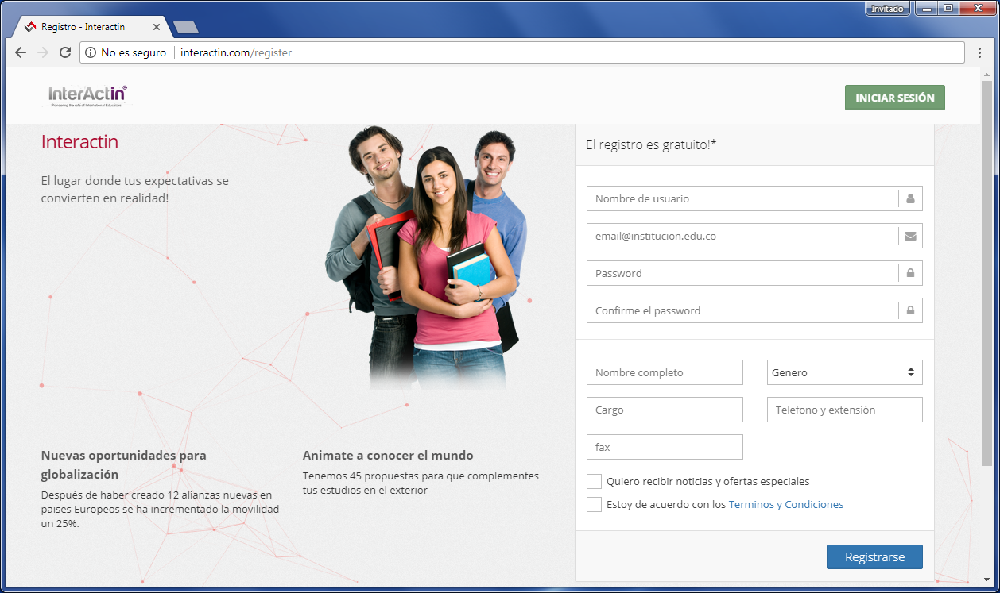 Invitado
Registro - Interactin
No es seguro
interactin.com/register
InterActin®
Pioneering the role of International Educators
INICIAR SESIÓN
Interactin
El lugar donde tus expectativas se
convierten en realidad!
Nuevas oportunidades para
globalización
Después de haber creado 12 alianzas nuevas en
paises Europeos se ha incrementado la movilidad
un 25%.
Animate a conocer el mundo
Tenemos 45 propuestas para que complementes
tus estudios en el exterior
El registro es gratuito!*
Nombre de usuario
email@institucion.edu.co
Password
Confirme el password
Nombre completo
Genero
Cargo
Telefono y extensión
fax
Quiero recibir noticias y ofertas especiales
Estoy de acuerdo con los Terminos y Condiciones
Registrarse